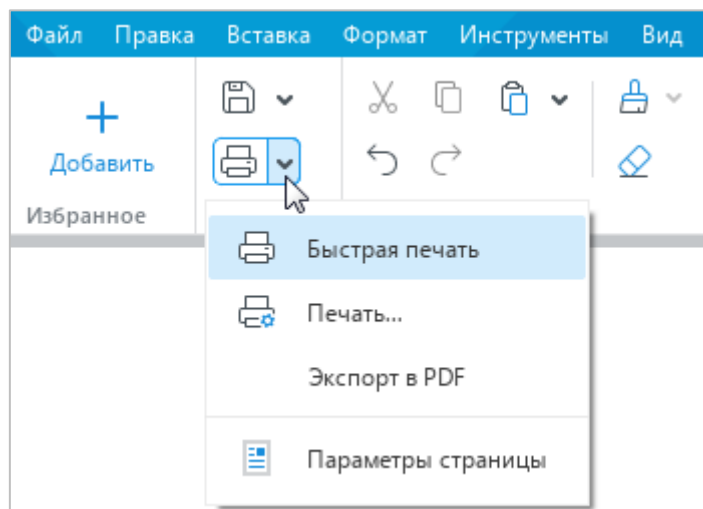 Файл Правка Вставка Формат Инструменты Вид
Добавить
Избранное
Быстрая печать
Печать...
Экспорт в PDF
Параметры страницы